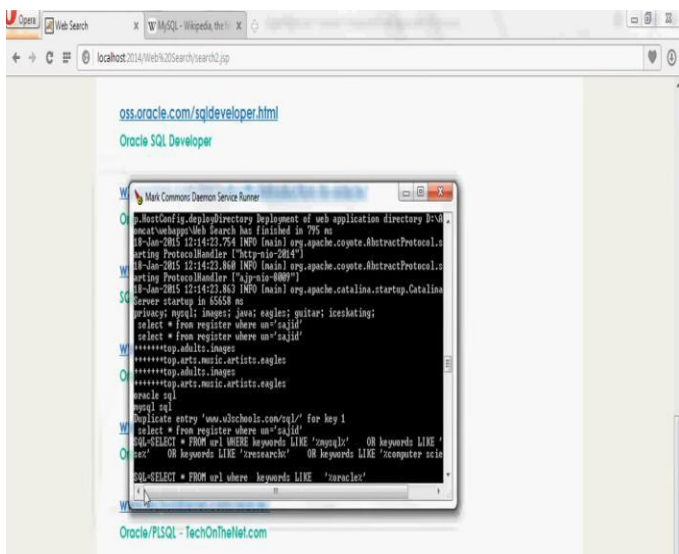 Opera
Web Search
MySQL - Wikipedia, the f
localhost:2014/Web%20Search/search2.jsp
oss.oracle.com/sqldeveloper.html
Oracle SQL Developer
Mark Commons Daemon Service Runner
p.HostConfig.deployDirectory Deployment of web application directory D:\A
omcat\webapps\Web Search has finished in 795 ms
18-Jan-2015 12:14:23.754 INFO [main] org.apache.coyote.AbstractProtocol.s
arting ProtocolHandler ["http-nio-2014"]
18-Jan-2015 12:14:23.860 INFO [main] org.apache.coyote.AbstractProtocol.s
arting ProtocolHandler ["ajp-nio-8009"]
18-Jan-2015 12:14:23.863 INFO [main] org.apache.catalina.startup.Catalina
Server startup in 65658 ms
privacy; mysql; images; java; eagles; guitar; iceskating;
select * from register where un='sajid'
select * from register where un='sajid'
+++++++top.adults.images
+++++++top.arts.music.artists.eagles
+++++++top.adults.images
+++++++top.arts.music.artists.eagles
oracle sql
mysql sql
Duplicate entry 'www.w3schools.com/sql/' for key 1
select * from register where un='sajid'
SQL=SELECT * FROM url WHERE keywords LIKE '%mysql%' OR keywords LIKE '
sex%' OR keywords LIKE '%research%' OR keywords LIKE '%computer scie
SQL=SELECT * FROM url where keywords LIKE '%oracle%'
Oracle/PLSQL - TechOnTheNet.com